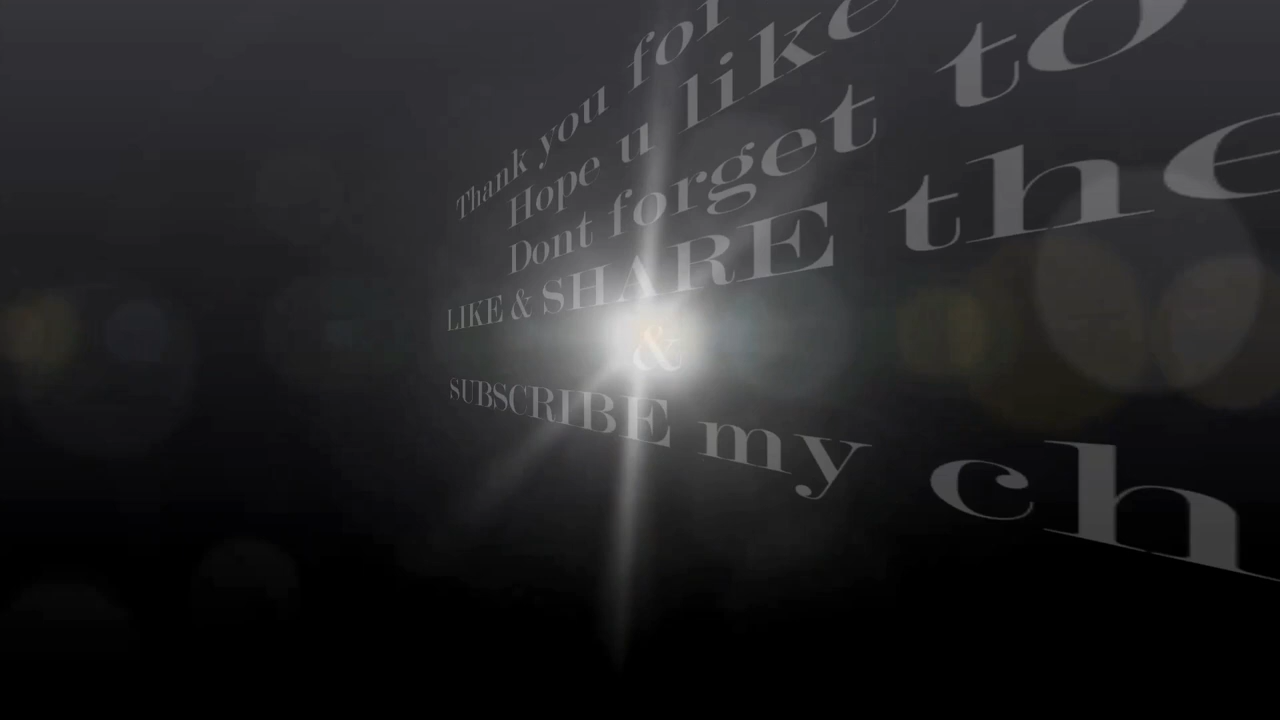 Thank you for
Hope u like
Dont forget to
LIKE & SHARE the
&
SUBSCRIBE my ch